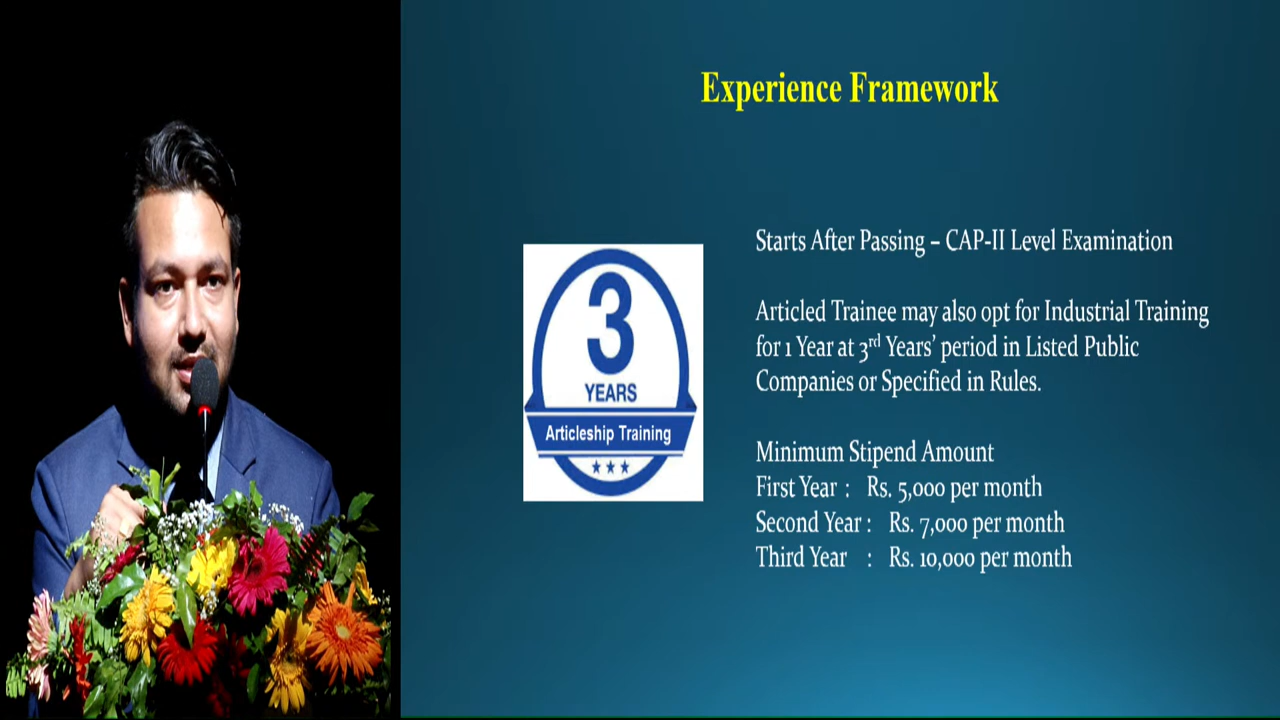 Experience Framework
3
YEARS
Articleship Training
Starts After Passing – CAP-II Level Examination
Articled Trainee may also opt for Industrial Training
for 1 Year at 3rd Years’ period in Listed Public
Companies or Specified in Rules.
Minimum Stipend Amount
First Year : Rs. 5,000 per month
Second Year : Rs. 7,000 per month
Third Year : Rs. 10,000 per month